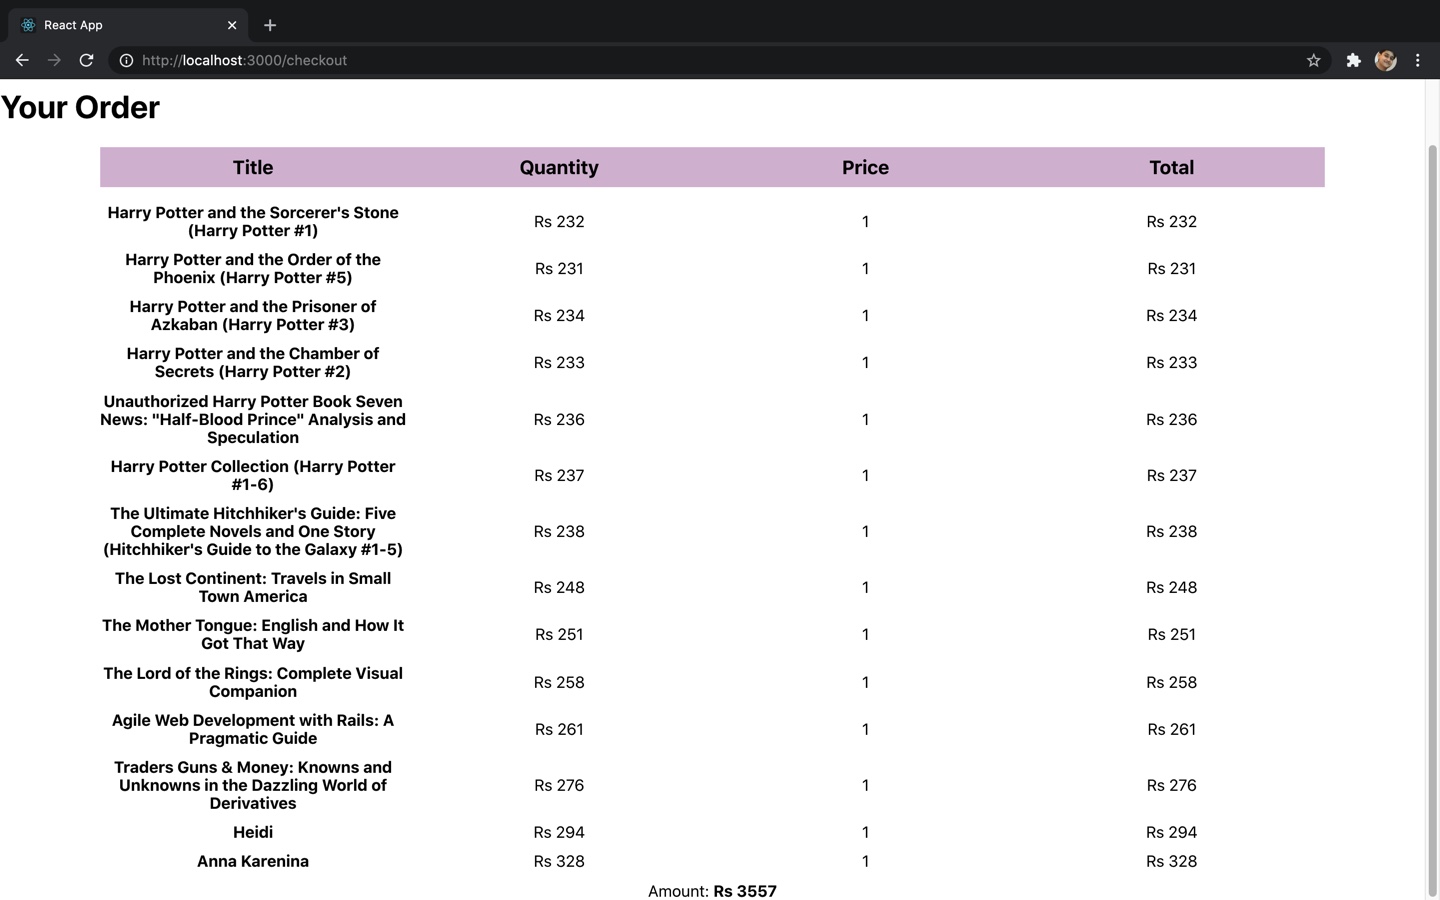 React App
http://localhost:3000/checkout
Your Order
Title Quantity Price Total
Harry Potter and the Sorcerer's Stone
(Harry Potter #1) Rs 232 1 Rs 232
Harry Potter and the Order of the
Phoenix (Harry Potter #5) Rs 231 1 Rs 231
Harry Potter and the Prisoner of
Azkaban (Harry Potter #3) Rs 234 1 Rs 234
Harry Potter and the Chamber of
Secrets (Harry Potter #2) Rs 233 1 Rs 233
Unauthorized Harry Potter Book Seven
News: "Half-Blood Prince" Analysis and
Speculation Rs 236 1 Rs 236
Harry Potter Collection (Harry Potter
#1-6) Rs 237 1 Rs 237
The Ultimate Hitchhiker's Guide: Five
Complete Novels and One Story
(Hitchhiker's Guide to the Galaxy #1-5) Rs 238 1 Rs 238
The Lost Continent: Travels in Small
Town America Rs 248 1 Rs 248
The Mother Tongue: English and How It
Got That Way Rs 251 1 Rs 251
The Lord of the Rings: Complete Visual
Companion Rs 258 1 Rs 258
Agile Web Development with Rails: A
Pragmatic Guide Rs 261 1 Rs 261
Traders Guns & Money: Knowns and
Unknowns in the Dazzling World of
Derivatives Rs 276 1 Rs 276
Heidi Rs 294 1 Rs 294
Anna Karenina Rs 328 1 Rs 328
Amount: Rs 3557